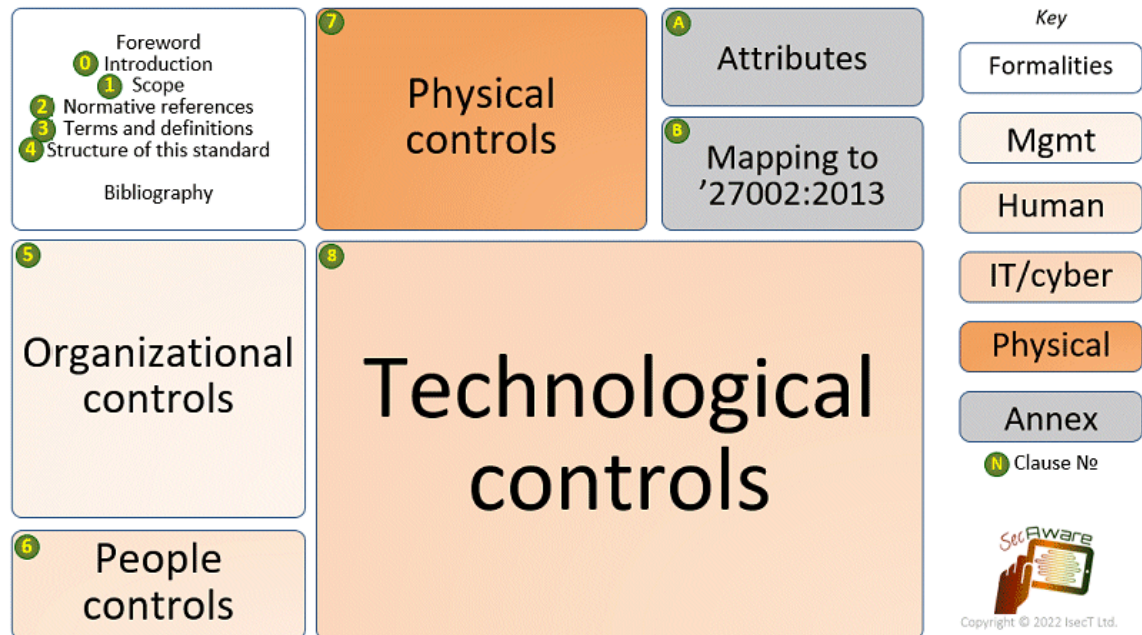 Foreword
0 Introduction
1 Scope
2 Normative references
3 Terms and definitions
4 Structure of this standard
Bibliography
7
Physical
controls
A
Attributes
B
Mapping to
’27002:2013
5
Organizational
controls
6
People
controls
8
Technological
controls
Key
Formalities
Mgmt
Human
IT/cyber
Physical
Annex
N Clause №
SecAware
Copyright © 2022 IsecT Ltd.